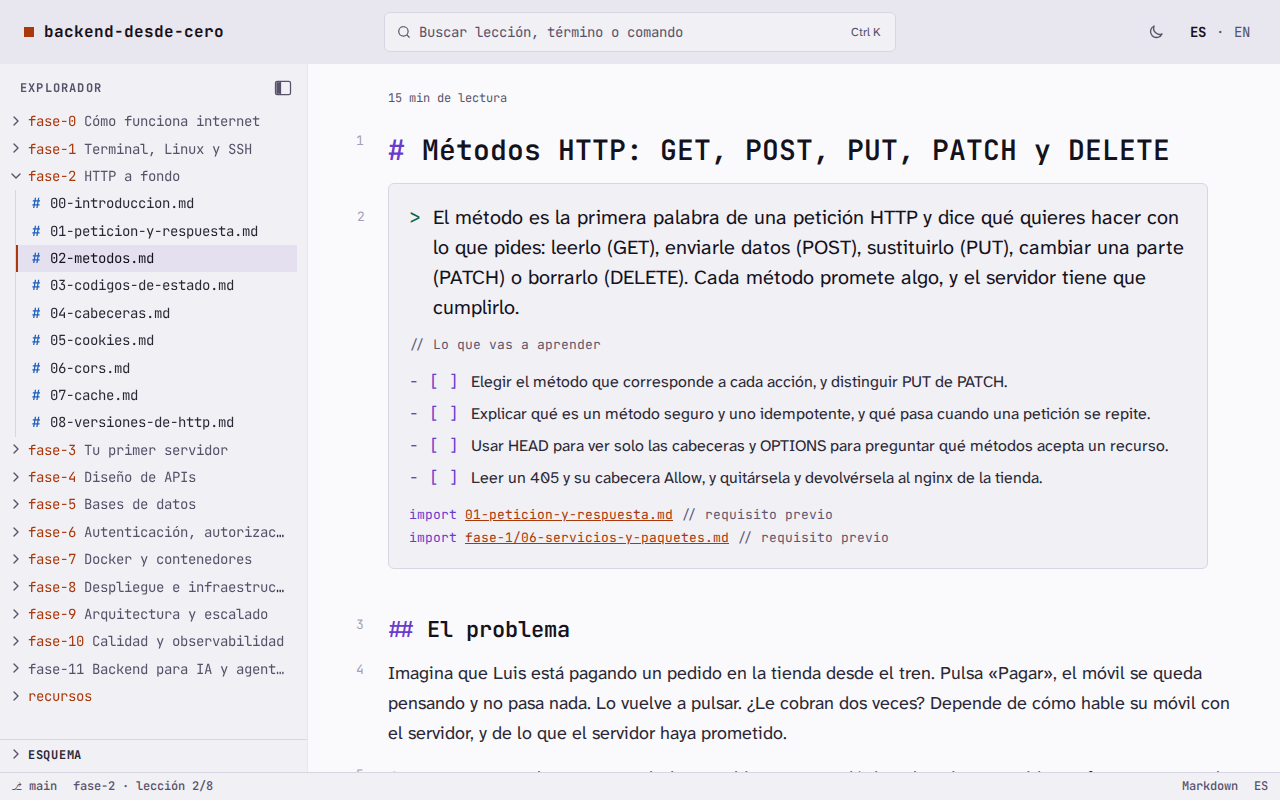 backend-desde-cero
Buscar lección, término o comando
Ctrl K
ES · EN
EXPLORADOR
fase-0 Cómo funciona internet
fase-1 Terminal, Linux y SSH
fase-2 HTTP a fondo
# 00-introduccion.md
# 01-peticion-y-respuesta.md
# 02-metodos.md
# 03-codigos-de-estado.md
# 04-cabeceras.md
# 05-cookies.md
# 06-cors.md
# 07-cache.md
# 08-versiones-de-http.md
fase-3 Tu primer servidor
fase-4 Diseño de APIs
fase-5 Bases de datos
fase-6 Autenticación, autorizac…
fase-7 Docker y contenedores
fase-8 Despliegue e infraestruc…
fase-9 Arquitectura y escalado
fase-10 Calidad y observabilidad
fase-11 Backend para IA y agent…
recursos
ESQUEMA
15 min de lectura
1
# Métodos HTTP: GET, POST, PUT, PATCH y DELETE
2
> El método es la primera palabra de una petición HTTP y dice qué quieres hacer con
lo que pides: leerlo (GET), enviarle datos (POST), sustituirlo (PUT), cambiar una parte
(PATCH) o borrarlo (DELETE). Cada método promete algo, y el servidor tiene que
cumplirlo.
// Lo que vas a aprender
- [ ] Elegir el método que corresponde a cada acción, y distinguir PUT de PATCH.
- [ ] Explicar qué es un método seguro y uno idempotente, y qué pasa cuando una petición se repite.
- [ ] Usar HEAD para ver solo las cabeceras y OPTIONS para preguntar qué métodos acepta un recurso.
- [ ] Leer un 405 y su cabecera Allow, y quitársela y devolvérsela al nginx de la tienda.
import 01-peticion-y-respuesta.md // requisito previo
import fase-1/06-servicios-y-paquetes.md // requisito previo
3
## El problema
4
Imagina que Luis está pagando un pedido en la tienda desde el tren. Pulsa «Pagar», el móvil se queda
pensando y no pasa nada. Lo vuelve a pulsar. ¿Le cobran dos veces? Depende de cómo hable su móvil con
el servidor, y de lo que el servidor haya prometido.
main
fase-2 · lección 2/8
Markdown
ES